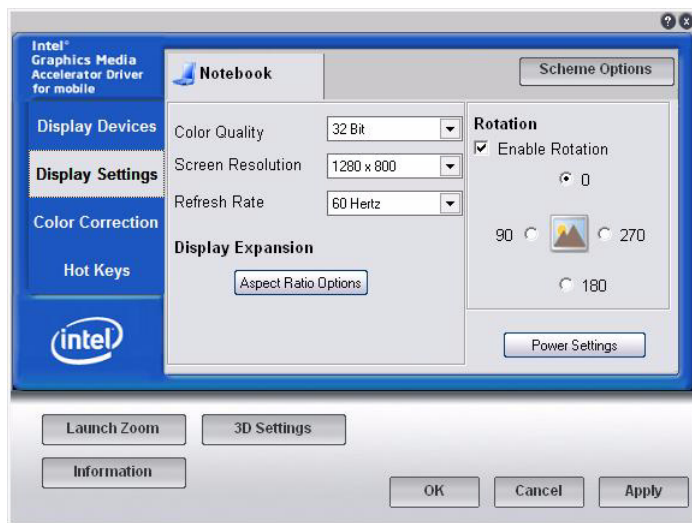 Intel®
Graphics Media
Accelerator Driver
for mobile
Notebook
Scheme Options
Display Devices
Display Settings
Color Correction
Hot Keys
intel
Color Quality
32 Bit
Screen Resolution
1280 x 800
Refresh Rate
60 Hertz
Display Expansion
Aspect Ratio Options
Rotation
Enable Rotation
0
90
270
180
Power Settings
Launch Zoom
3D Settings
Information
OK
Cancel
Apply